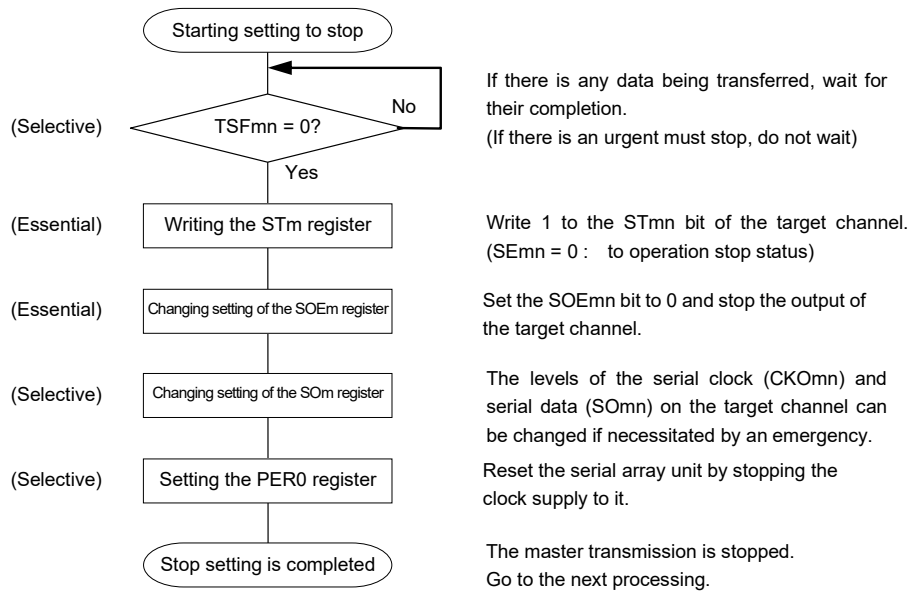 Starting setting to stop
No
If there is any data being transferred, wait for
their completion.
(If there is an urgent must stop, do not wait)
(Selective)
TSFmn = 0?
Yes
(Essential)
Writing the STm register
Write 1 to the STmn bit of the target channel.
(SEmn = 0 : to operation stop status)
(Essential)
Changing setting of the SOEm register
Set the SOEmn bit to 0 and stop the output of
the target channel.
(Selective)
Changing setting of the SOm register
The levels of the serial clock (CKOmn) and
serial data (SOmn) on the target channel can
be changed if necessitated by an emergency.
(Selective)
Setting the PER0 register
Reset the serial array unit by stopping the
clock supply to it.
Stop setting is completed
The master transmission is stopped.
Go to the next processing.